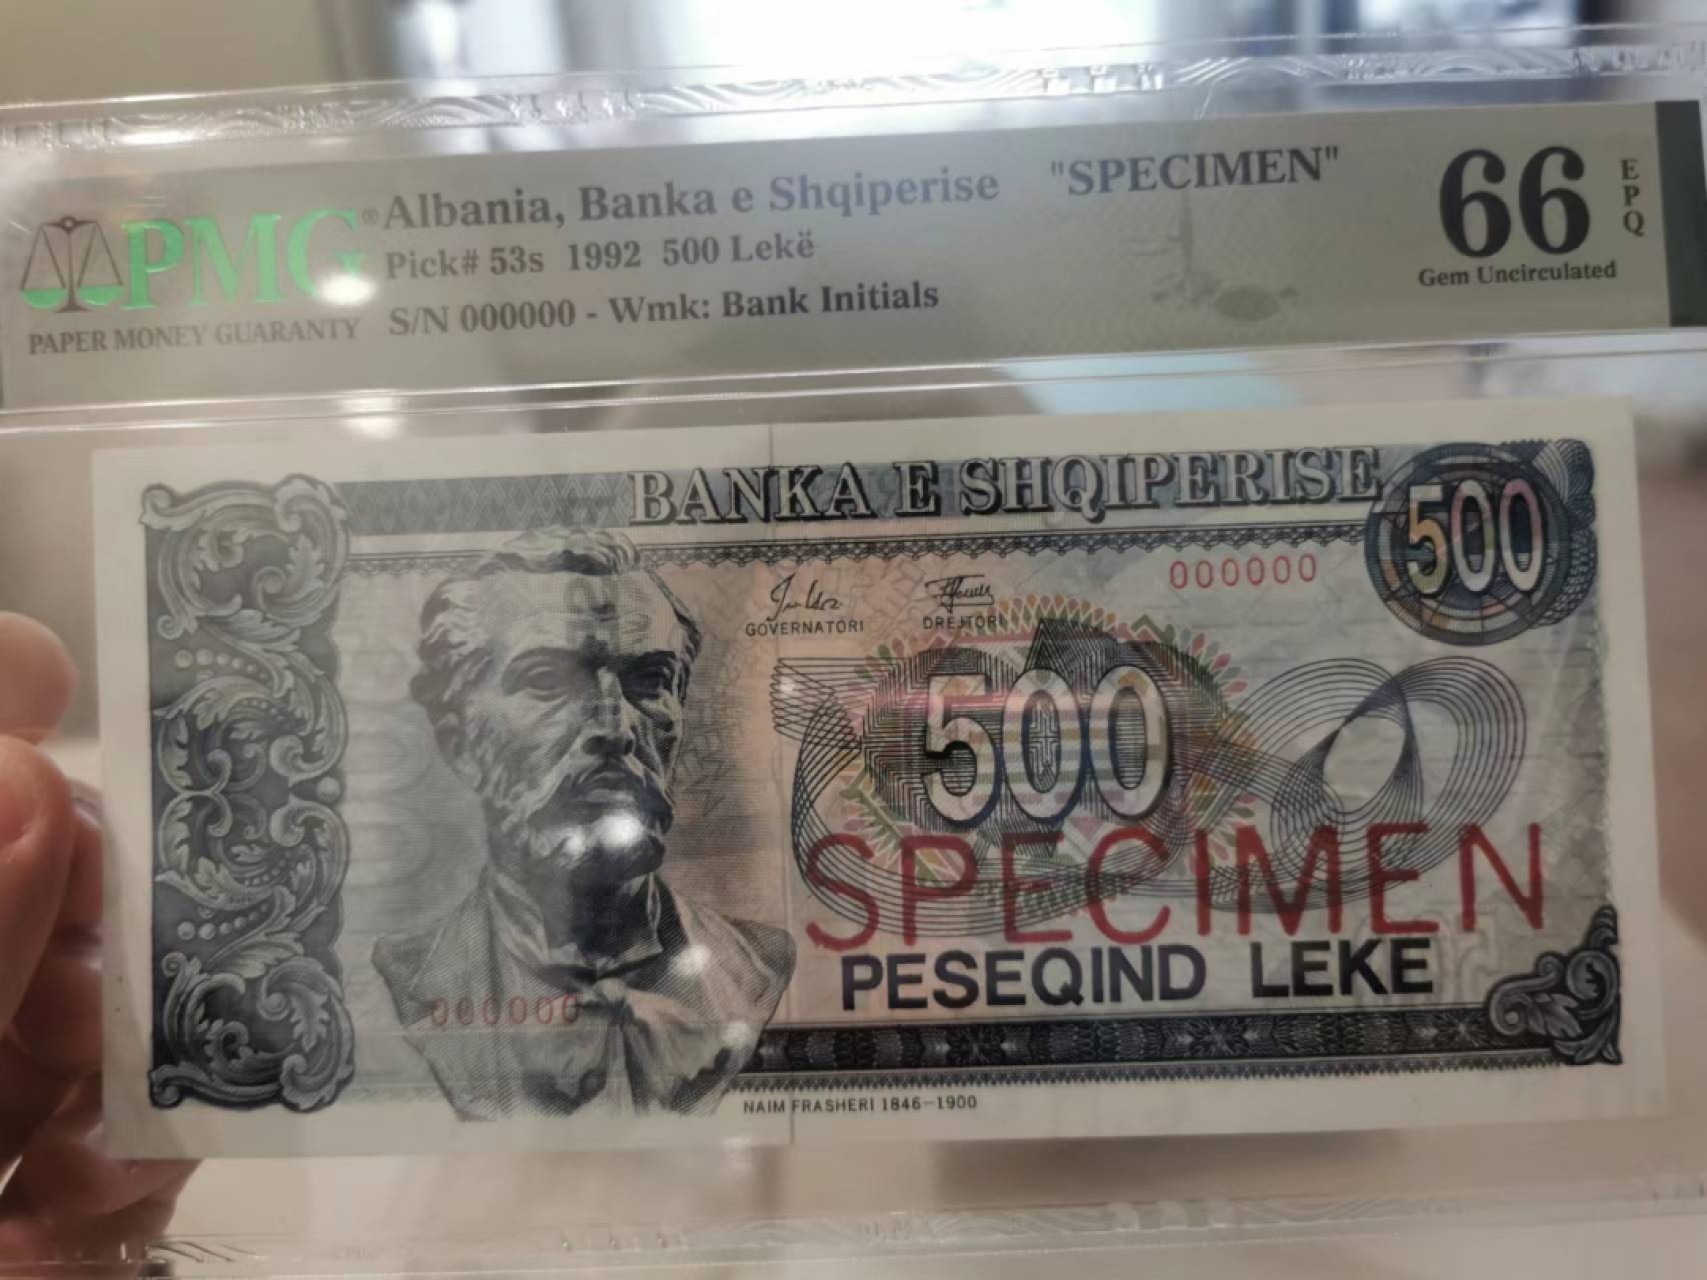 PMG®
PAPER MONEY GUARANTY
Albania, Banka e Shqiperise "SPECIMEN"
Pick# 53s 1992 500 Lekë
S/N 000000 - Wmk: Bank Initials
66
EPQ
Gem Uncirculated
BANKA E SHQIPERISE
500
000000
GOVERNATORI
DREJTORI
500
SPECIMEN
PESEQIND LEKE
000000
NAIM FRASHERI 1846-1900